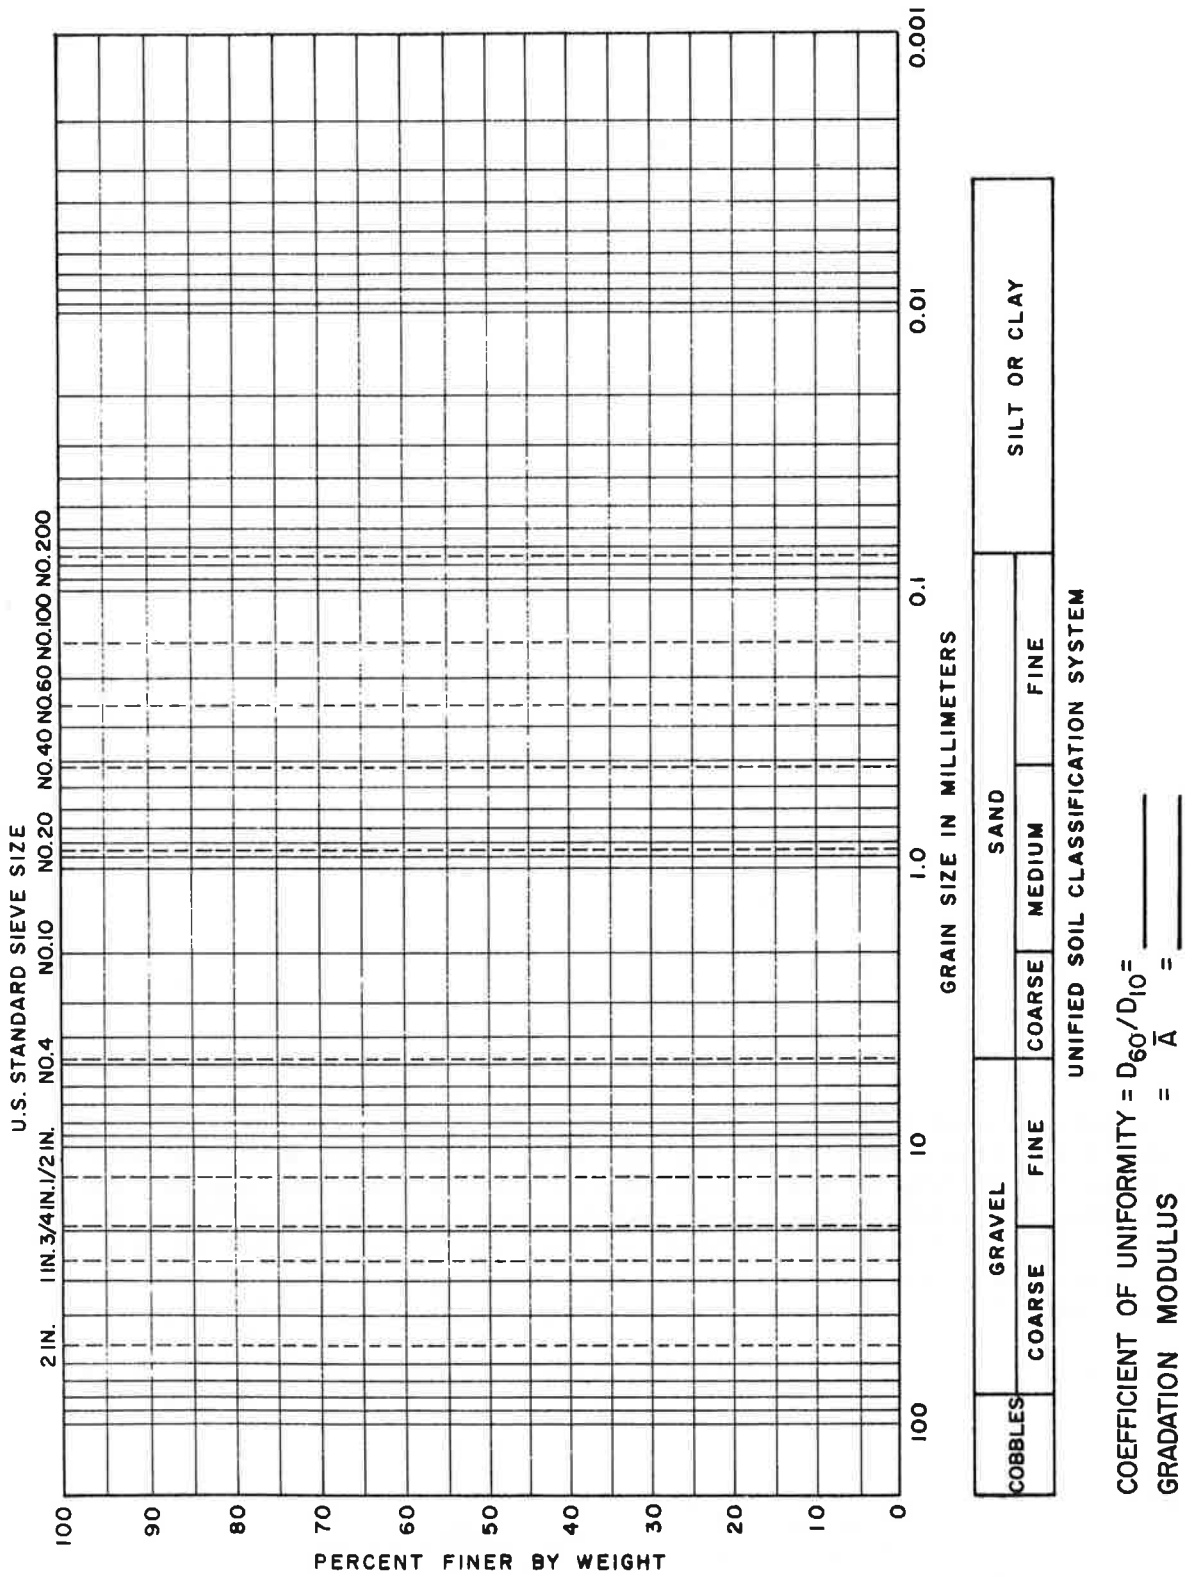 U.S. STANDARD SIEVE SIZE
2 IN. 1 IN. 3/4 IN. 1/2 IN. NO.4 NO.10 NO.20 NO.40 NO.60 NO.100 NO.200
PERCENT FINER BY WEIGHT
100
90
80
70
60
50
40
30
20
10
0
100 10 1.0 0.1 0.01 0.001
GRAIN SIZE IN MILLIMETERS
COBBLES GRAVEL SAND SILT OR CLAY
COARSE FINE COARSE MEDIUM FINE
UNIFIED SOIL CLASSIFICATION SYSTEM
COEFFICIENT OF UNIFORMITY = D60/D10 =
GRADATION MODULUS = Ā =